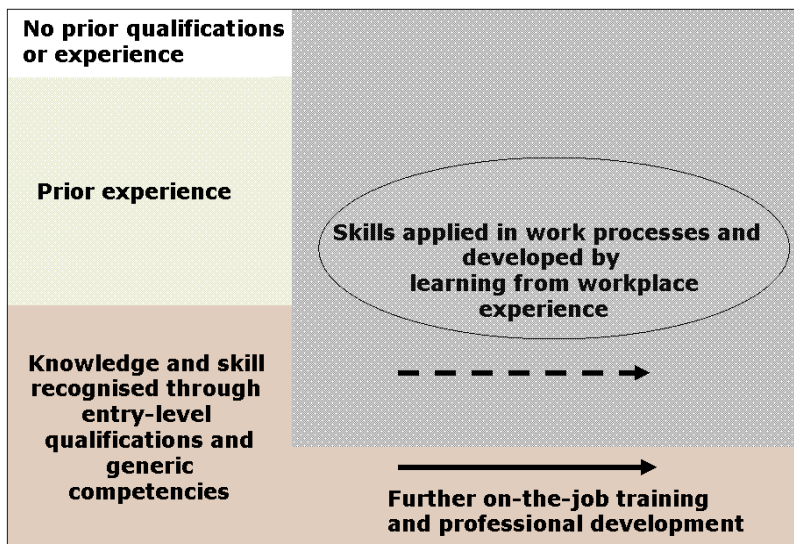 No prior qualifications
or experience
Prior experience
Skills applied in work processes and
developed by
learning from workplace
experience
Knowledge and skill
recognised through
entry-level
qualifications and
generic
competencies
Further on-the-job training
and professional development